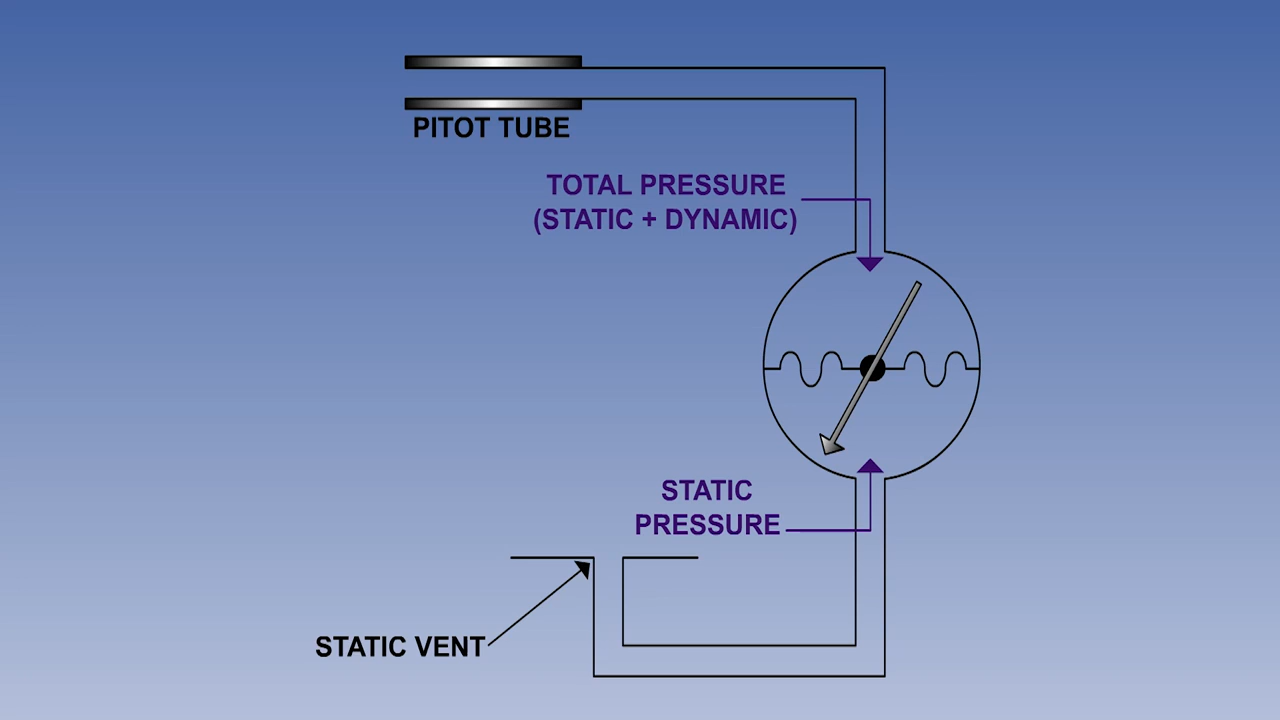 PITOT TUBE
TOTAL PRESSURE
(STATIC + DYNAMIC)
STATIC
PRESSURE
STATIC VENT